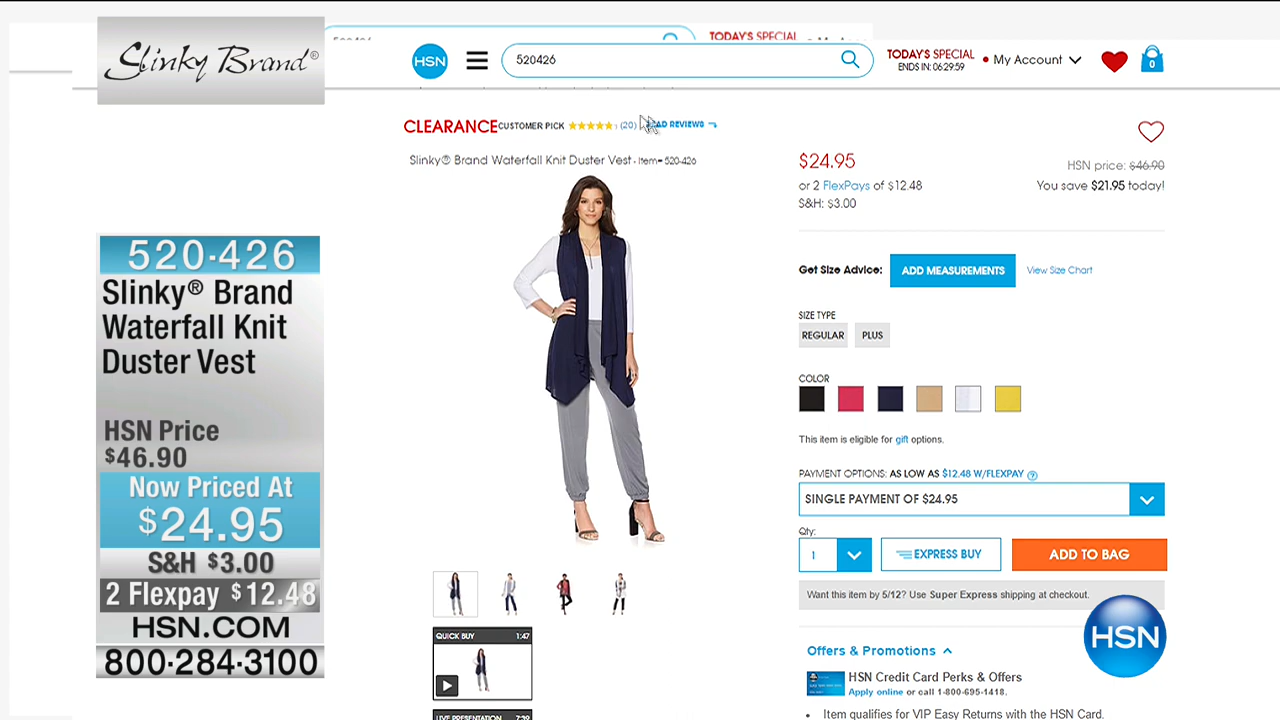 Slinky Brand®
520·426
Slinky® Brand
Waterfall Knit
Duster Vest
HSN Price
$46.90
Now Priced At
$24.95
S&H $3.00
2 Flexpay $12.48
HSN.COM
800·284·3100
TODAY'S SPECIAL
HSN
520426
TODAY'S SPECIAL
ENDS IN: 06:29:59
My Account
0
CLEARANCE CUSTOMER PICK (20) READ REVIEWS
Slinky® Brand Waterfall Knit Duster Vest - Item# 520-426
$24.95
HSN price: $46.90
or 2 FlexPays of $12.48
You save $21.95 today!
S&H: $3.00
Get Size Advice: ADD MEASUREMENTS View Size Chart
SIZE TYPE
REGULAR PLUS
COLOR
This item is eligible for gift options.
PAYMENT OPTIONS: AS LOW AS $12.48 W/FLEXPAY ?
SINGLE PAYMENT OF $24.95
Qty:
1
EXPRESS BUY
ADD TO BAG
Want this item by 5/12? Use Super Express shipping at checkout.
QUICK BUY 1:47
LIVE PRESENTATION 7:39
Offers & Promotions
HSN Credit Card Perks & Offers
Apply online or call 1-800-695-1418.
• Item qualifies for VIP Easy Returns with the HSN Card.
HSN